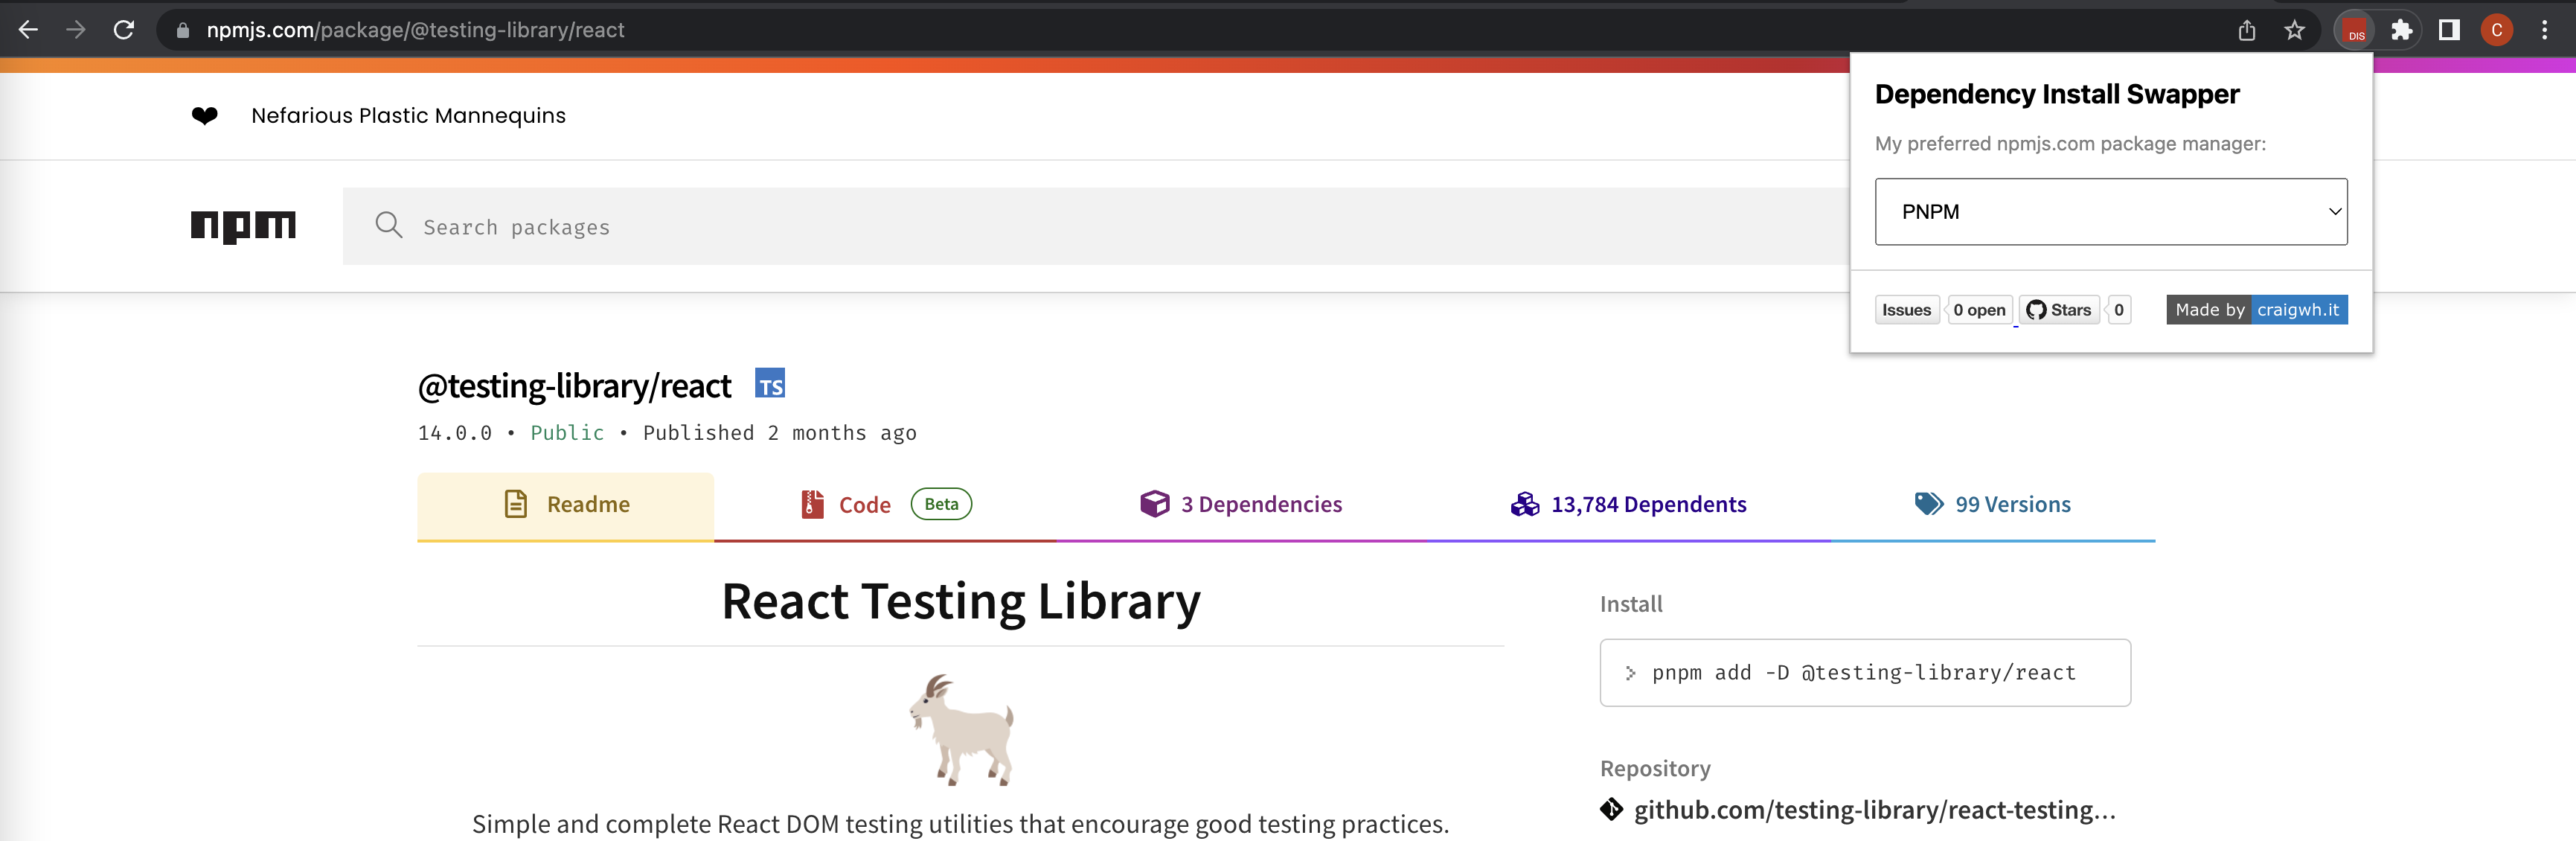 npmjs.com/package/@testing-library/react
DIS
C
Nefarious Plastic Mannequins
npm
Search packages
Dependency Install Swapper
My preferred npmjs.com package manager:
PNPM
Issues 0 open Stars 0 Made by craigwh.it
@testing-library/react TS
14.0.0 • Public • Published 2 months ago
Readme Code Beta 3 Dependencies 13,784 Dependents 99 Versions
React Testing Library
Simple and complete React DOM testing utilities that encourage good testing practices.
Install
> pnpm add -D @testing-library/react
Repository
github.com/testing-library/react-testing...